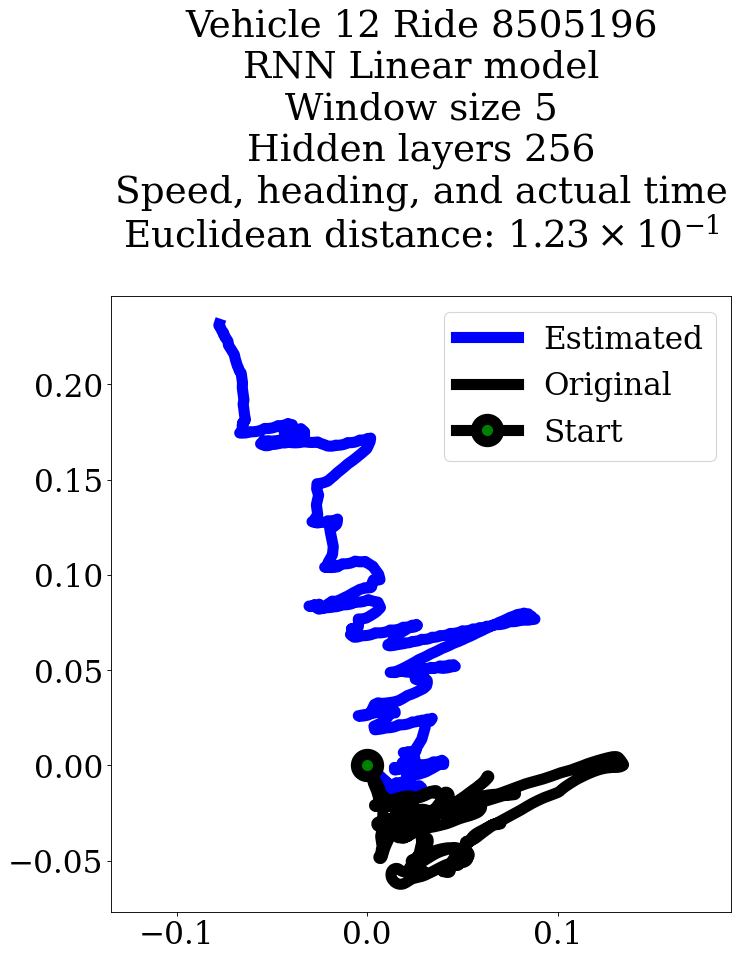 Vehicle 12 Ride 8505196
RNN Linear model
Window size 5
Hidden layers 256
Speed, heading, and actual time
Euclidean distance: 1.23 × 10⁻¹
Estimated
Original
Start
0.20
0.15
0.10
0.05
0.00
−0.05
−0.1 0.0 0.1